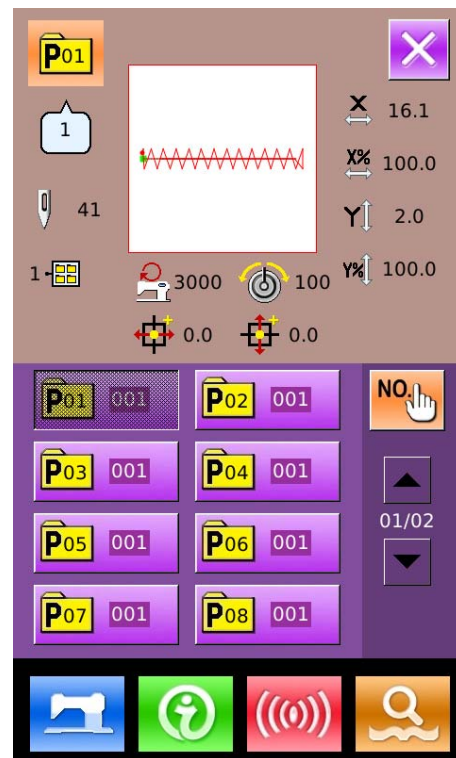 P01
1
X 16.1
X% 100.0
41
Y 2.0
1-
3000 100
Y% 100.0
0.0 0.0
P01 001 P02 001
NO.
P03 001 P04 001
01/02
P05 001 P06 001
P07 001 P08 001